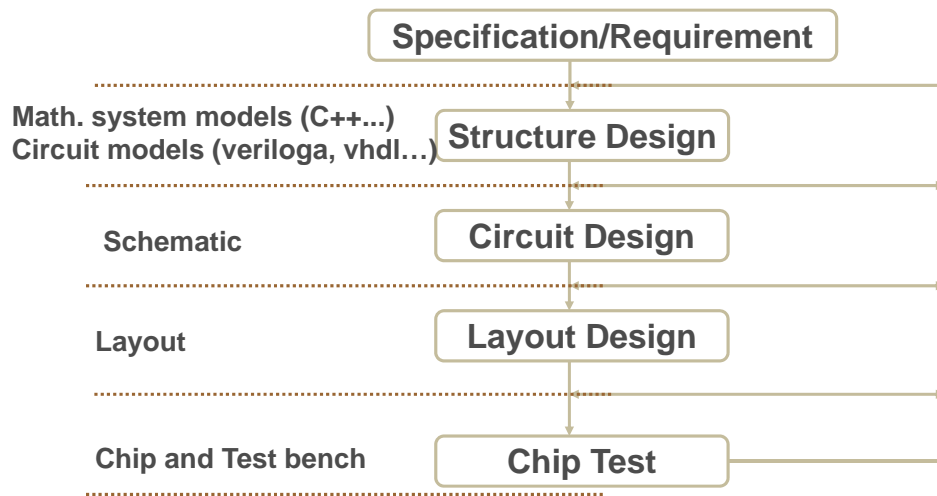 Specification/Requirement
Math. system models (C++...)
Circuit models (veriloga, vhdl…)
Structure Design
Schematic
Circuit Design
Layout
Layout Design
Chip and Test bench
Chip Test